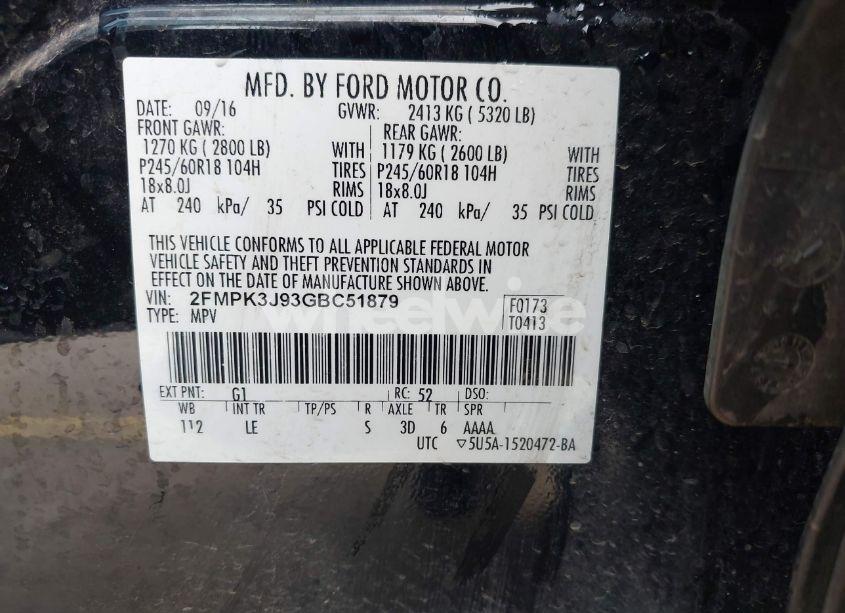 MFD. BY FORD MOTOR CO.
DATE: 09/16 GVWR: 2413 KG ( 5320 LB)
FRONT GAWR: REAR GAWR:
1270 KG ( 2800 LB) WITH 1179 KG ( 2600 LB) WITH
P245/60R18 104H TIRES P245/60R18 104H TIRES
18x8.0J RIMS 18x8.0J RIMS
AT 240 kPa/ 35 PSI COLD AT 240 kPa/ 35 PSI COLD
THIS VEHICLE CONFORMS TO ALL APPLICABLE FEDERAL MOTOR
VEHICLE SAFETY AND THEFT PREVENTION STANDARDS IN
EFFECT ON THE DATE OF MANUFACTURE SHOWN ABOVE.
VIN: 2FMPK3J93GBC51879 F0173
TYPE: MPV T0413
wheelwire
EXT PNT: G1 RC: 52 DSO:
WB INT TR TP/PS R AXLE TR SPR
112 LE S 3D 6 AAAA
UTC ▽5U5A-1520472-BA